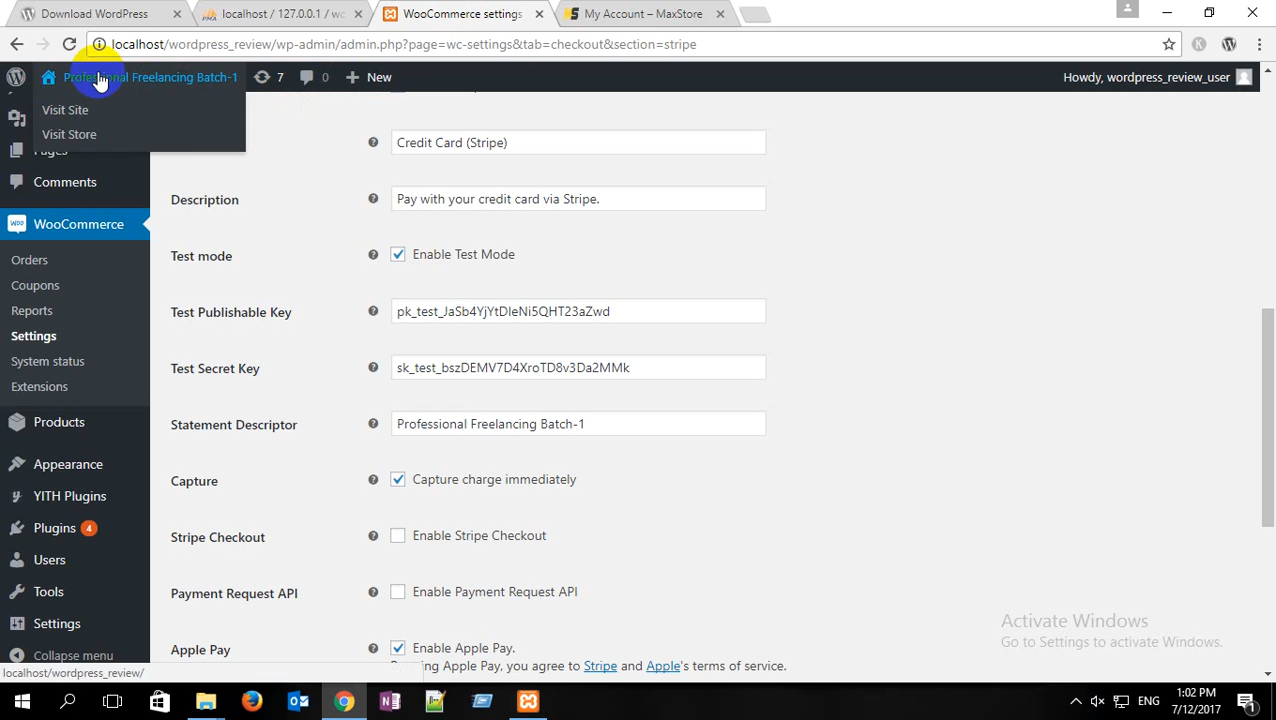 Download WordPress
localhost / 127.0.0.1 / wc
WooCommerce settings
My Account – MaxStore
localhost/wordpress_review/wp-admin/admin.php?page=wc-settings&tab=checkout&section=stripe
Professional Freelancing Batch-1
7
0
New
Howdy, wordpress_review_user
Visit Site
Visit Store
Pages
Comments
WooCommerce
Orders
Coupons
Reports
Settings
System status
Extensions
Products
Appearance
YITH Plugins
Plugins 4
Users
Tools
Settings
Collapse menu
Credit Card (Stripe)
Description
Pay with your credit card via Stripe.
Test mode
Enable Test Mode
Test Publishable Key
pk_test_JaSb4YjYtDIeNi5QHT23aZwd
Test Secret Key
sk_test_bszDEMV7D4XroTD8v3Da2MMk
Statement Descriptor
Professional Freelancing Batch-1
Capture
Capture charge immediately
Stripe Checkout
Enable Stripe Checkout
Payment Request API
Enable Payment Request API
Apple Pay
Enable Apple Pay.
Apple Pay, you agree to Stripe and Apple's terms of service.
Activate Windows
Go to Settings to activate Windows.
localhost/wordpress_review/
ENG
1:02 PM
7/12/2017
1